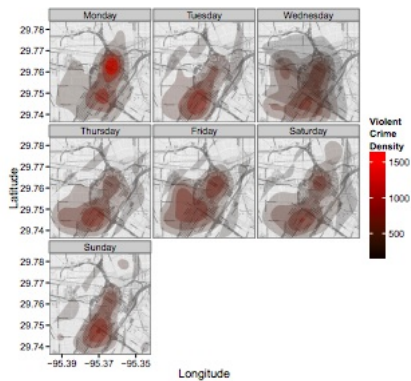 Monday Tuesday Wednesday
29.78
29.77
29.76
29.75
29.74
Thursday Friday Saturday
29.78
29.77
29.76
29.75
29.74
Sunday
29.78
29.77
29.76
29.75
29.74
−95.39 −95.37 −95.35
Longitude
Latitude
Violent
Crime
Density
1500
1000
500